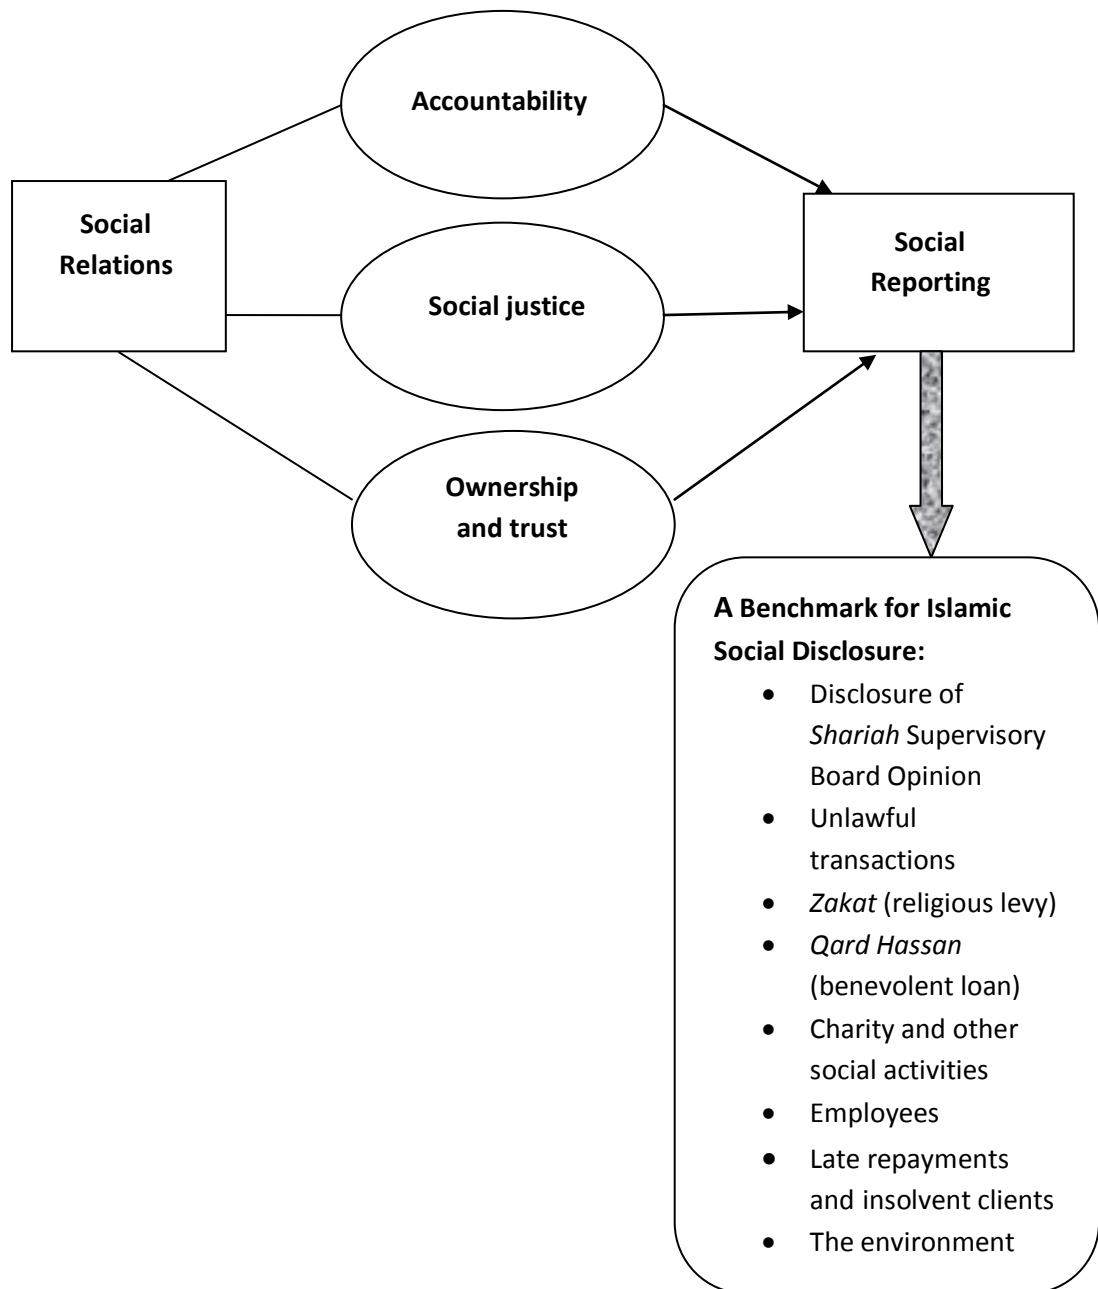 Accountability
Social
Relations
Social
Reporting
Social justice
Ownership
and trust
A Benchmark for Islamic
Social Disclosure:
• Disclosure of
Shariah Supervisory
Board Opinion
• Unlawful
transactions
• Zakat (religious levy)
• Qard Hassan
(benevolent loan)
• Charity and other
social activities
• Employees
• Late repayments
and insolvent clients
• The environment